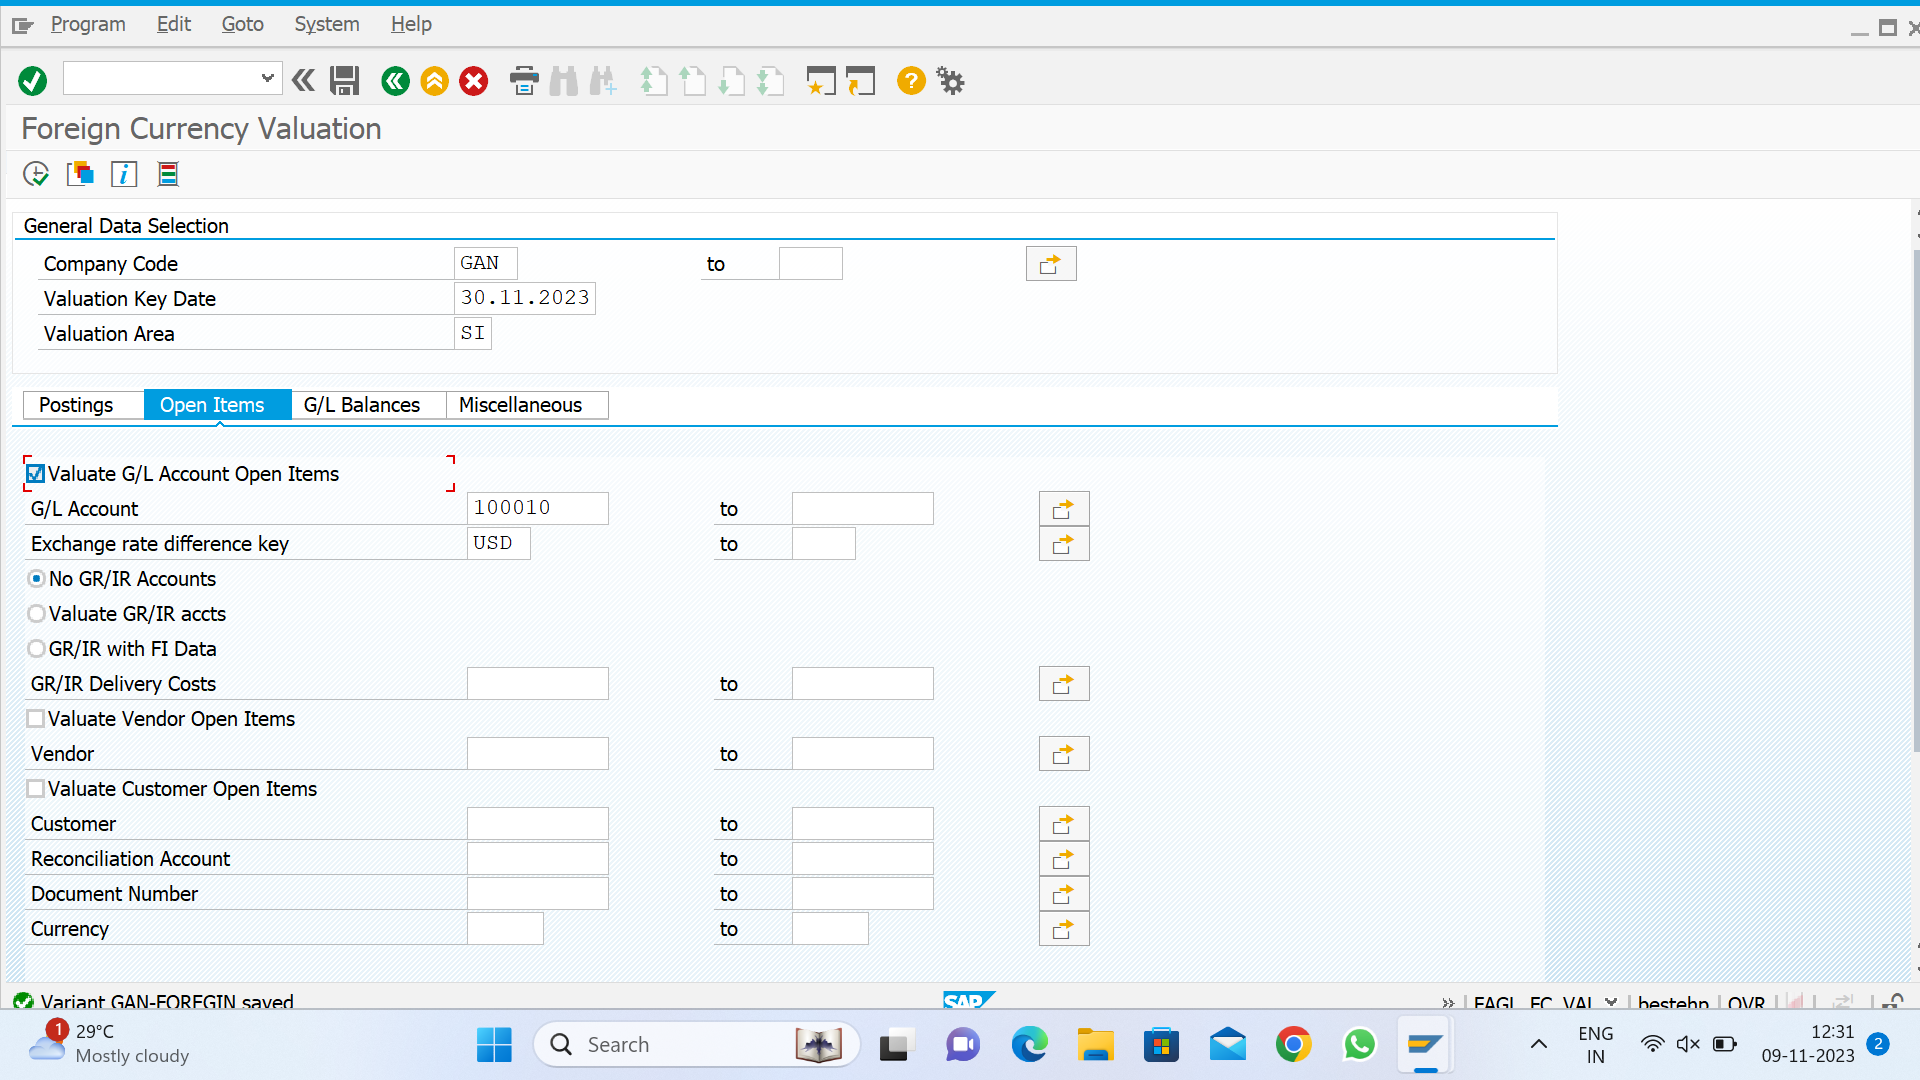 Program Edit Goto System Help
Foreign Currency Valuation
General Data Selection
Company Code GAN to
Valuation Key Date 30.11.2023
Valuation Area SI
Postings Open Items G/L Balances Miscellaneous
Valuate G/L Account Open Items
G/L Account 100010 to
Exchange rate difference key USD to
No GR/IR Accounts
Valuate GR/IR accts
GR/IR with FI Data
GR/IR Delivery Costs to
Valuate Vendor Open Items
Vendor to
Valuate Customer Open Items
Customer to
Reconciliation Account to
Document Number to
Currency to
Variant GAN-FOREGIN saved SAP FAGL_FC_VAL bestehp OVR
1 29°C
Mostly cloudy
Search
ENG
IN
12:31
09-11-2023 2